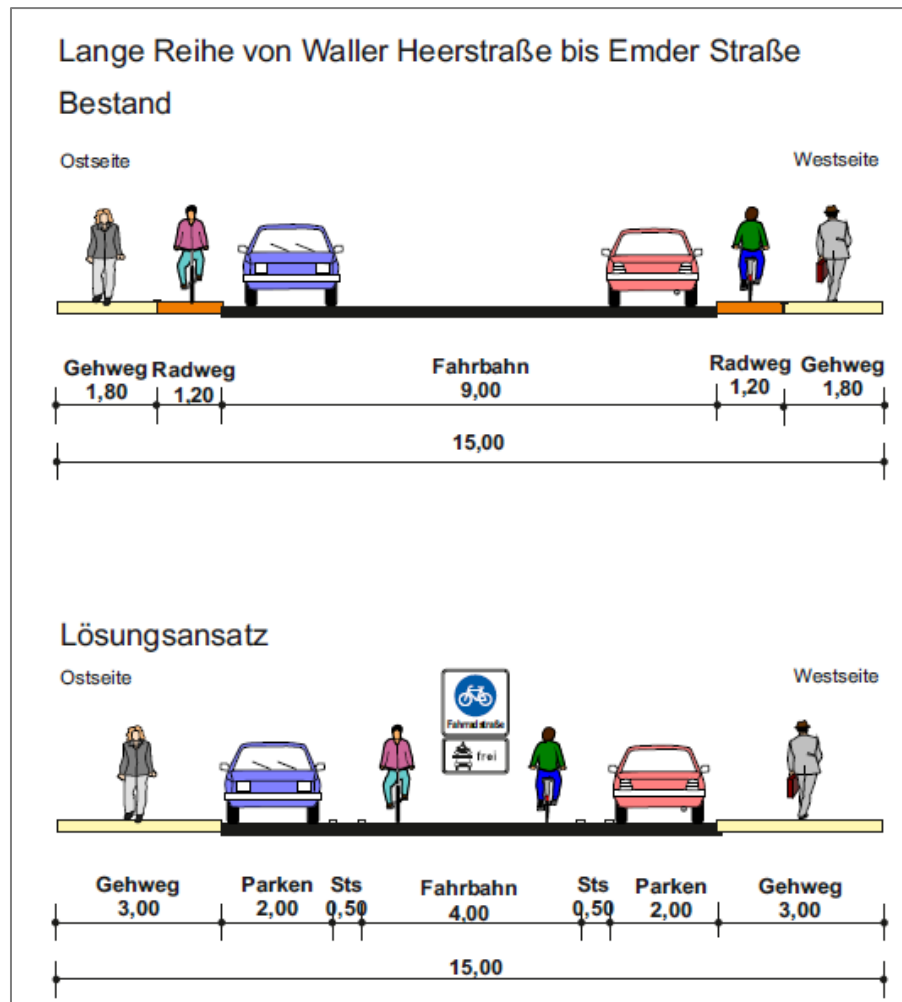 Lange Reihe von Waller Heerstraße bis Emder Straße
Bestand
Ostseite Westseite
Gehweg Radweg Fahrbahn Radweg Gehweg
1,80 1,20 9,00 1,20 1,80
15,00
Lösungsansatz
Ostseite Westseite
Fahrradstraße
frei
Gehweg Parken Sts Fahrbahn Sts Parken Gehweg
3,00 2,00 0,50 4,00 0,50 2,00 3,00
15,00